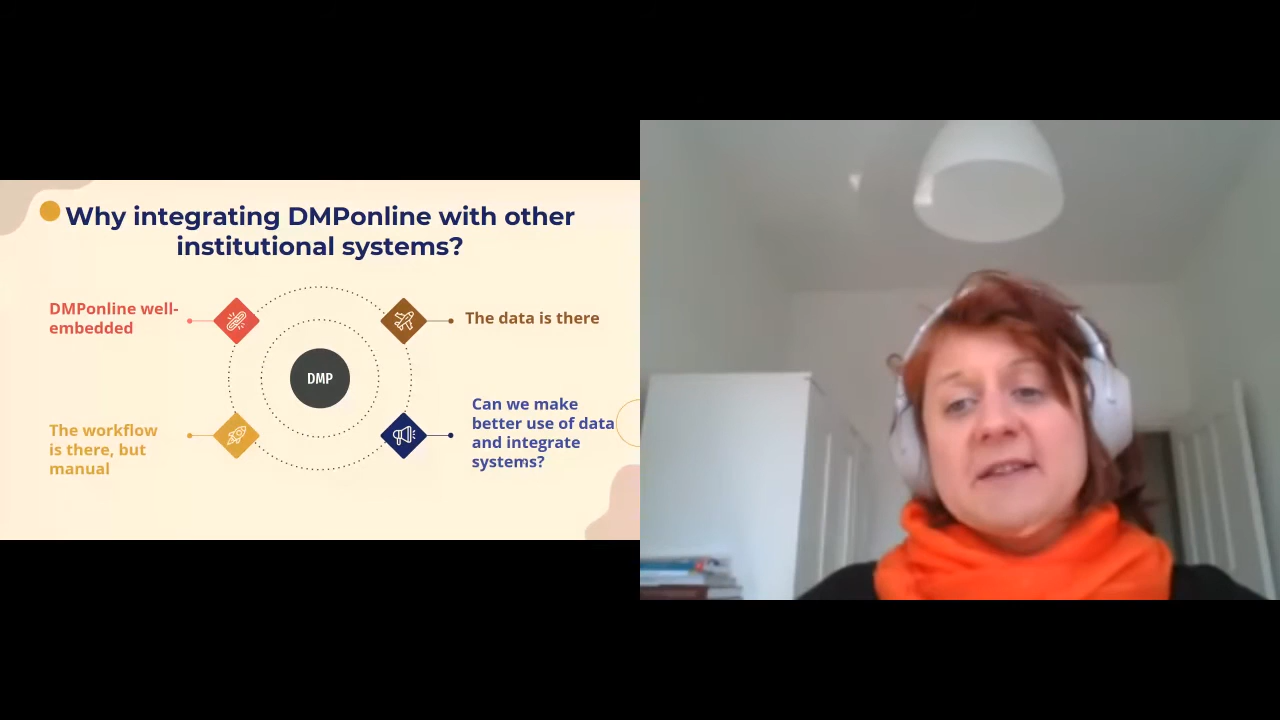 Why integrating DMPonline with other
institutional systems?
DMPonline well-
embedded
The data is there
DMP
The workflow
is there, but
manual
Can we make
better use of data
and integrate
systems?